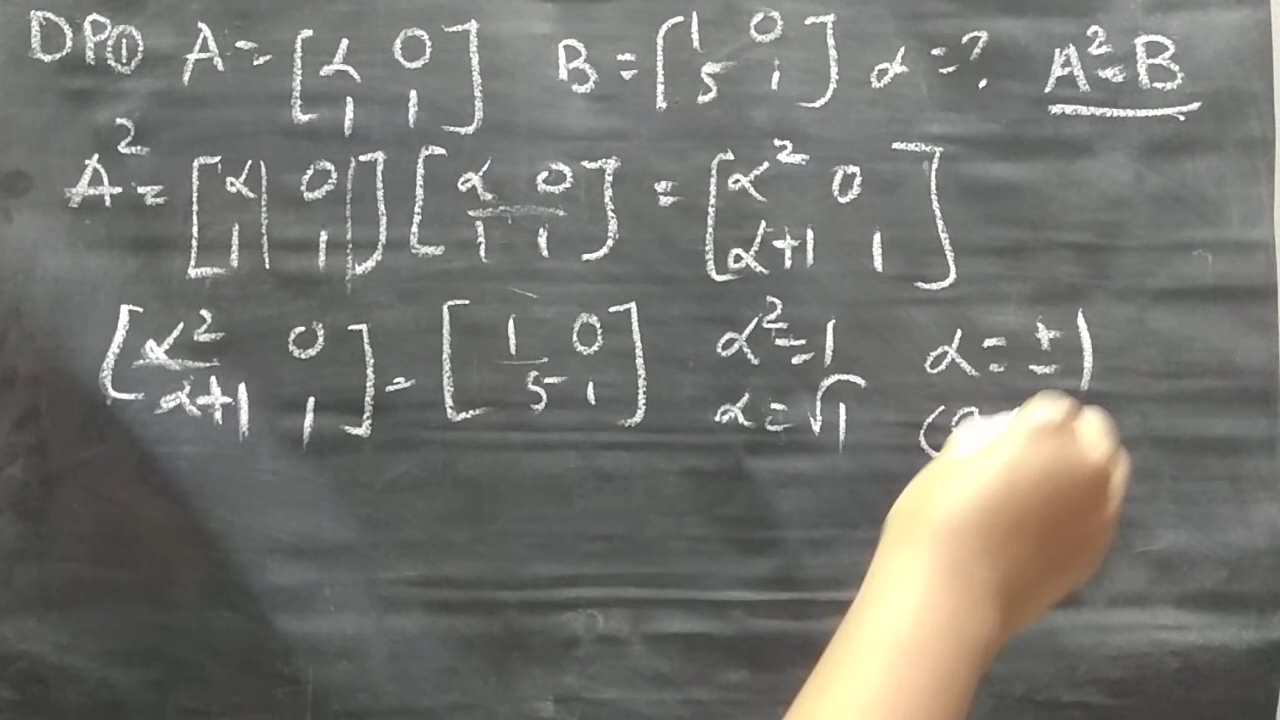 DP① A = [α 0 1 1] B = [1 0 5 1] α = ? A² = B
A² = [α 0 1 1] [α 0 1 1] = [α² 0 α+1 1]
[α² 0 α+1 1] = [1 0 5 1] α² = 1 α = ± 1
α = √1